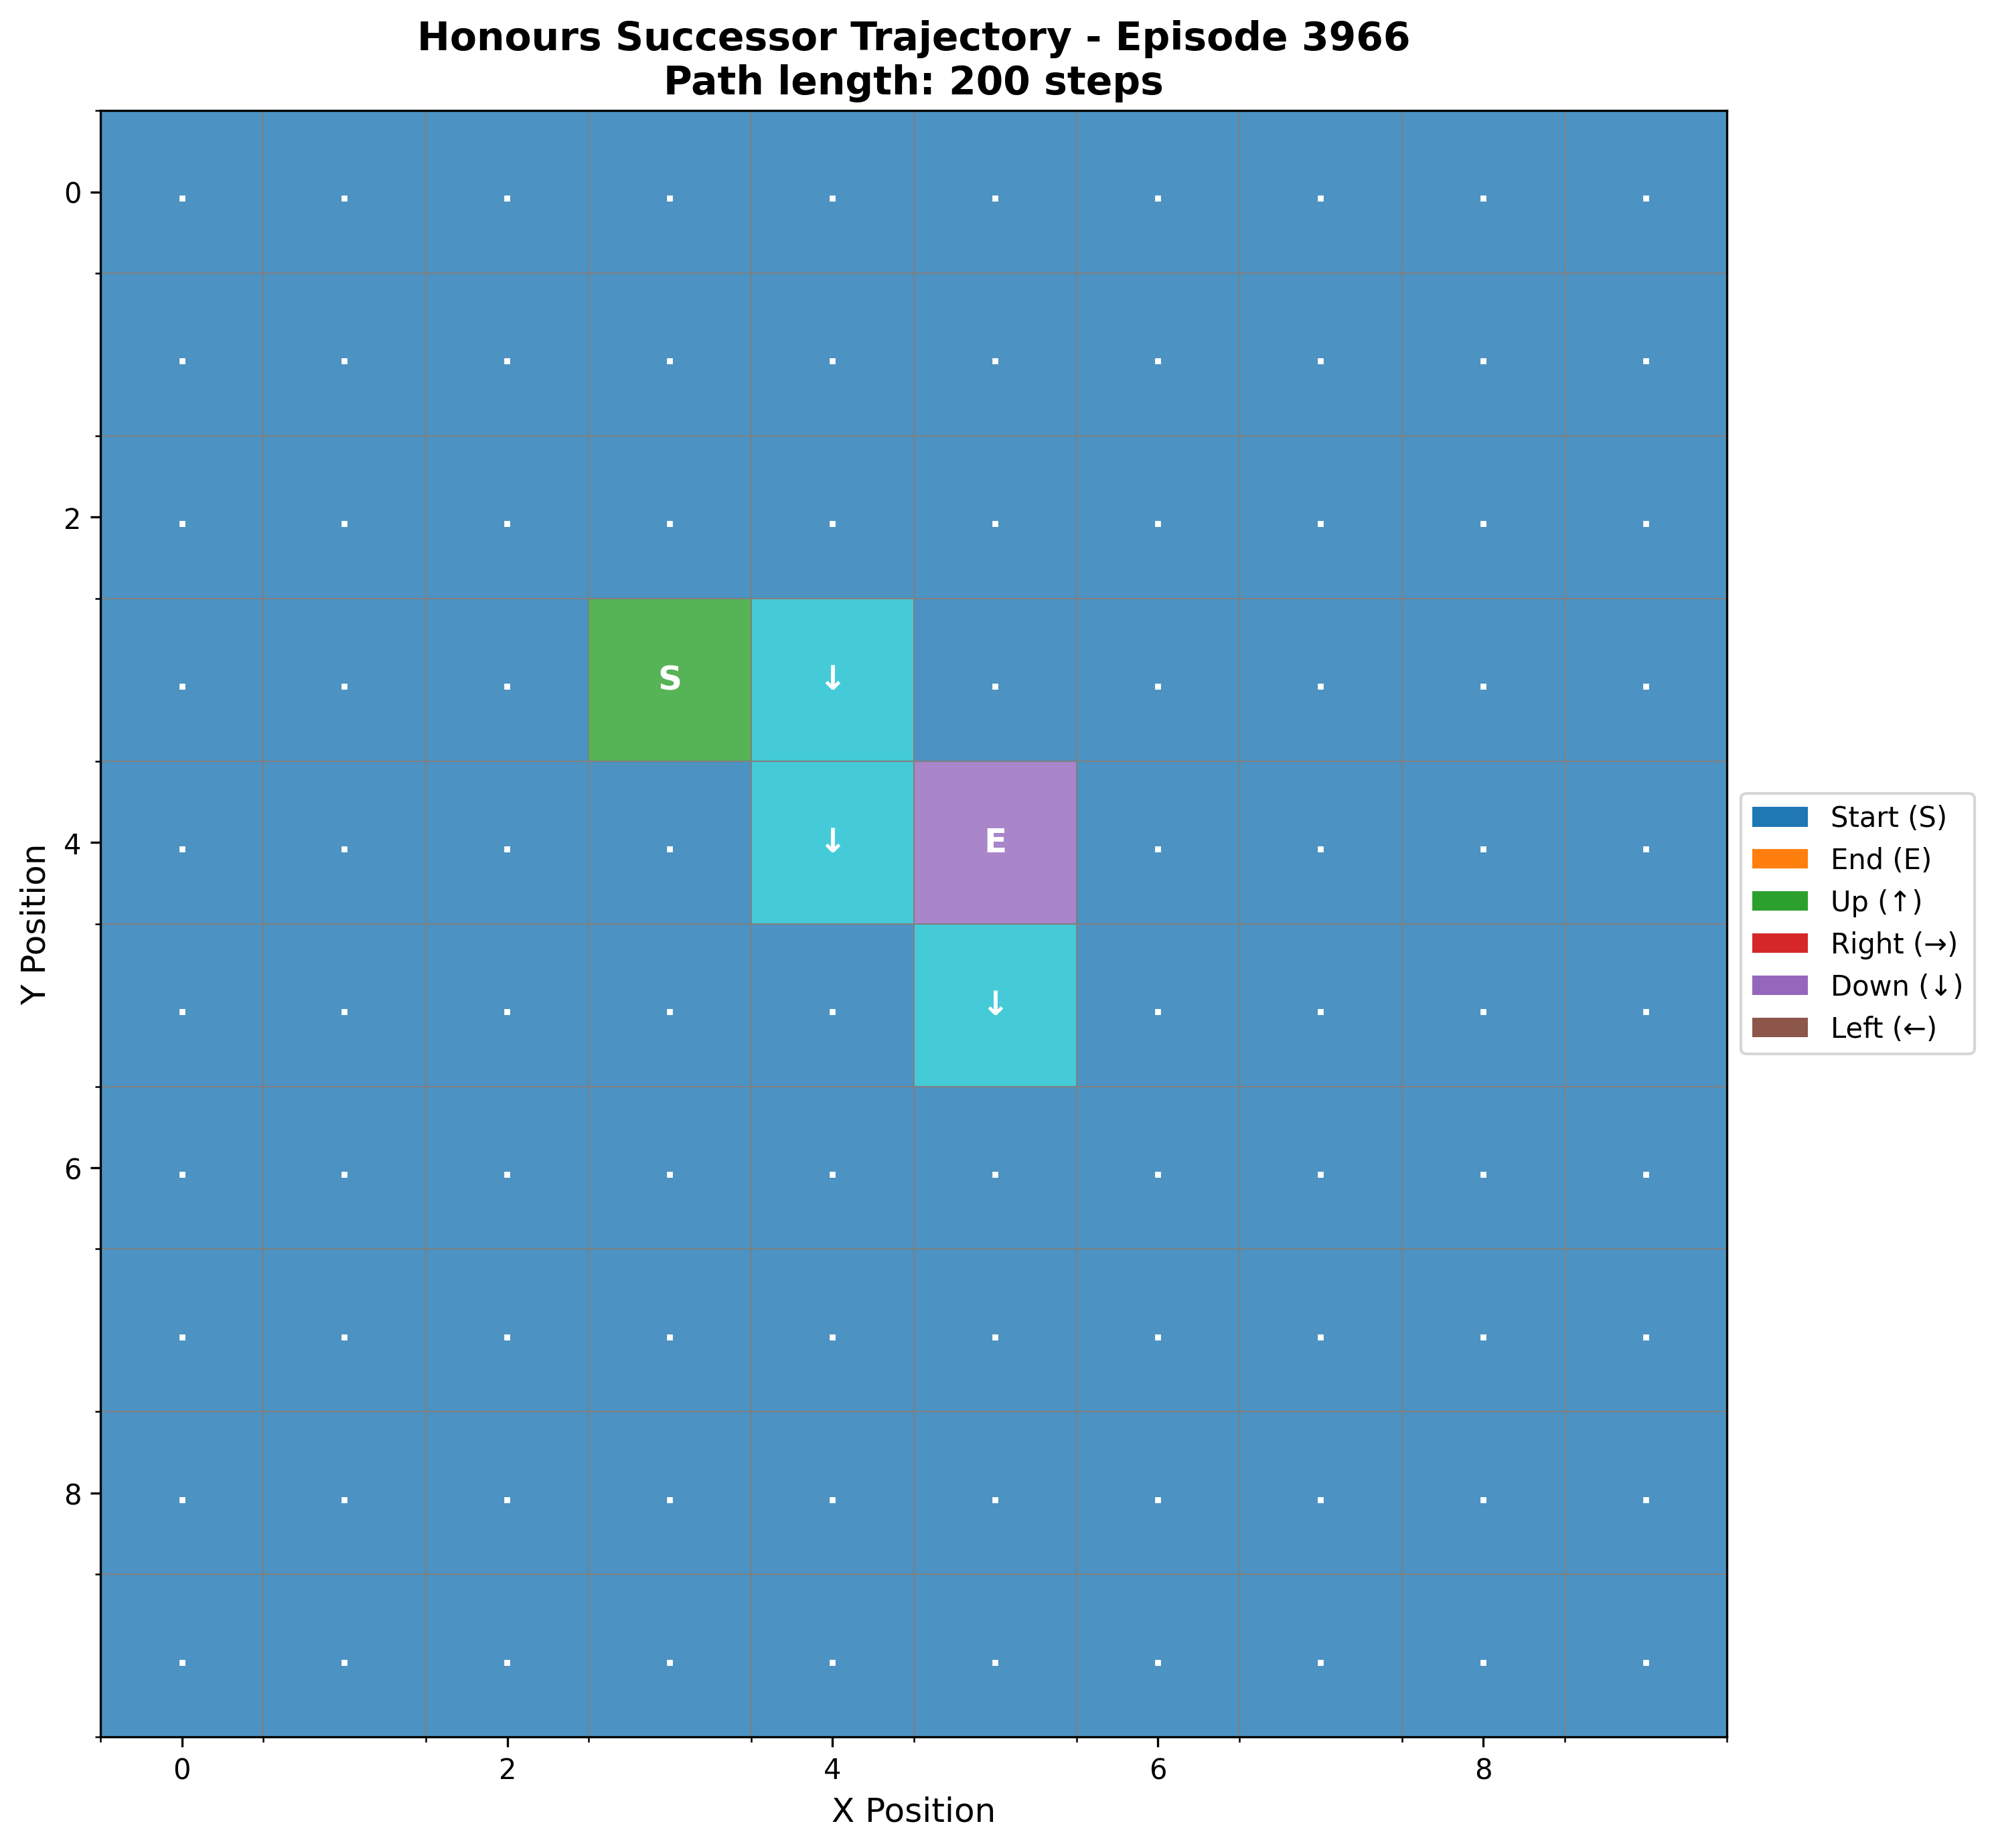 Honours Successor Trajectory - Episode 3966
Path length: 200 steps
0
2
S ↓
4
↓ E
↓
6
8
0 2 4 6 8
X Position
Y Position
Start (S)
End (E)
Up (↑)
Right (→)
Down (↓)
Left (←)